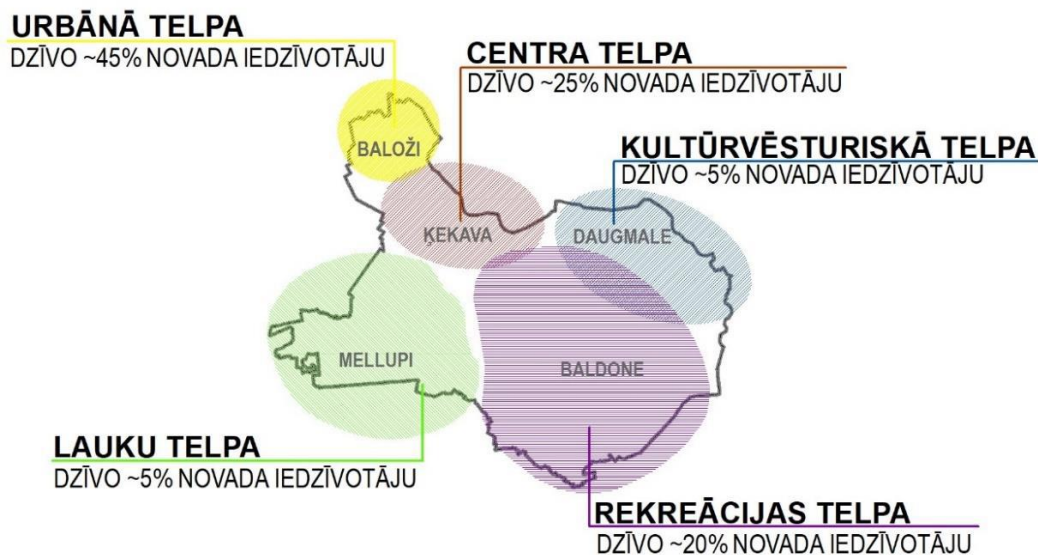 URBĀNĀ TELPA
DZĪVO ~45% NOVADA IEDZĪVOTĀJU
CENTRA TELPA
DZĪVO ~25% NOVADA IEDZĪVOTĀJU
KULTŪRVĒSTURISKĀ TELPA
DZĪVO ~5% NOVADA IEDZĪVOTĀJU
BALOŽI
ĶEKAVA
DAUGMALE
MELLUPI
BALDONE
LAUKU TELPA
DZĪVO ~5% NOVADA IEDZĪVOTĀJU
REKREĀCIJAS TELPA
DZĪVO ~20% NOVADA IEDZĪVOTĀJU